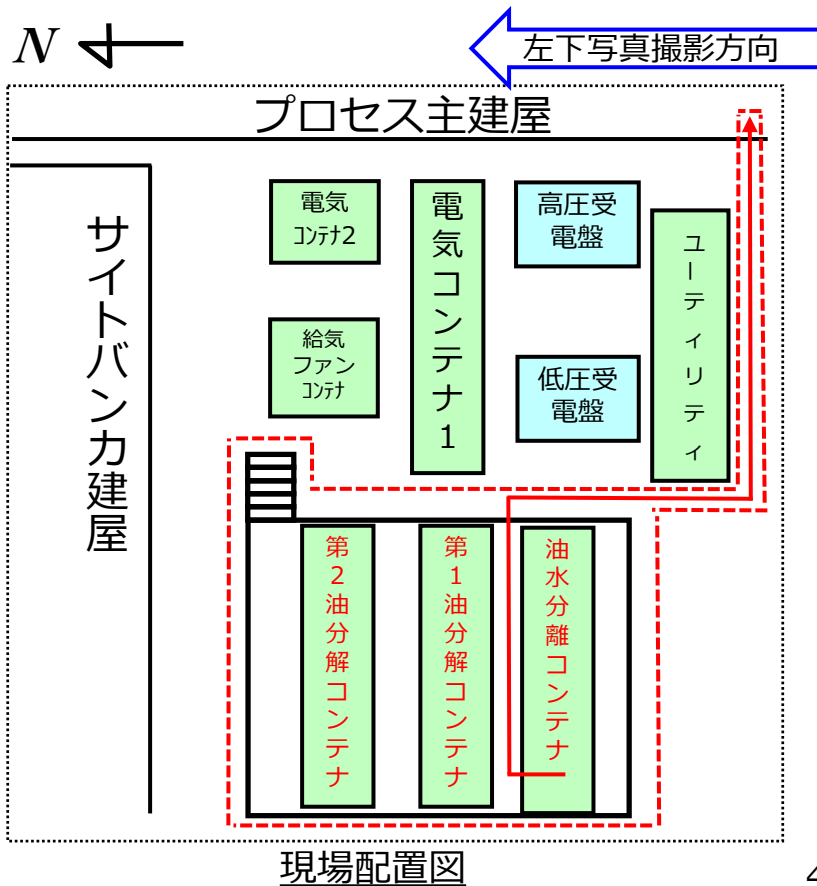 N
左下写真撮影方向
プロセス主建屋
サイトバンカ建屋
電気
ｺﾝﾃﾅ2
電気コンテナ1
高圧受
電盤
ユーティリティ
給気
ファン
ｺﾝﾃﾅ
低圧受
電盤
第2油分解コンテナ
第1油分解コンテナ
油水分離コンテナ
現場配置図